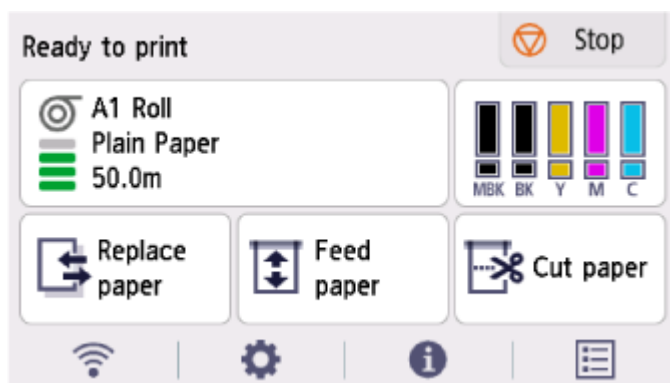 Ready to print
Stop
A1 Roll
Plain Paper
50.0m
MBK BK Y M C
Replace
paper
Feed
paper
Cut paper